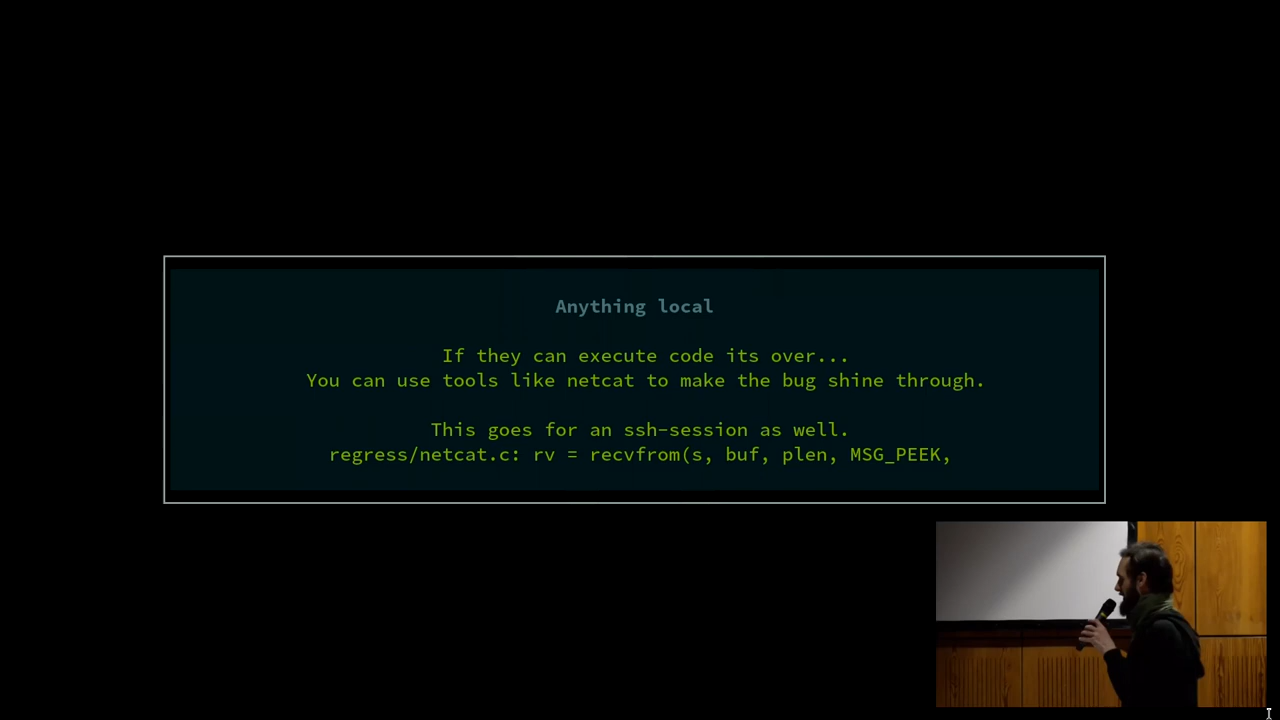 Anything local
If they can execute code its over...
You can use tools like netcat to make the bug shine through.
This goes for an ssh-session as well.
regress/netcat.c: rv = recvfrom(s, buf, plen, MSG_PEEK,